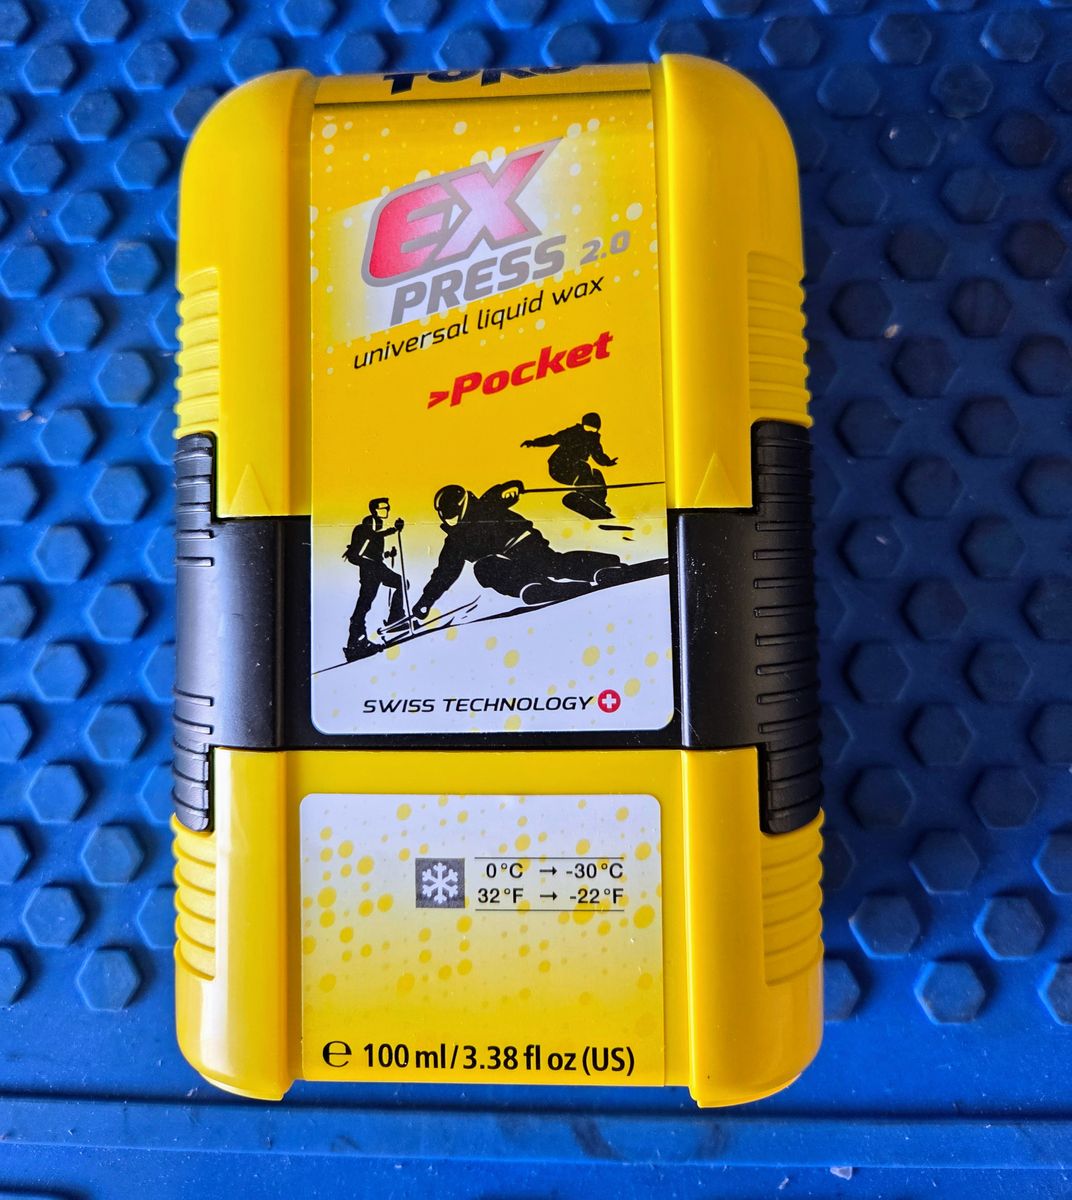 TOKO
EX
PRESS 2.0
universal liquid wax
>Pocket
SWISS TECHNOLOGY
0°C → -30°C
32°F → -22°F
℮ 100 ml/3.38 fl oz (US)